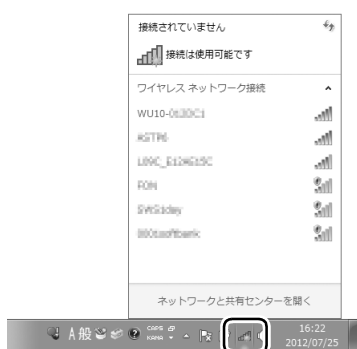 接続されていません
接続は使用可能です
ワイヤレス ネットワーク接続
WU10-
FON
ネットワークと共有センターを開く
A 般
CAPS
KANA
16:22
2012/07/25